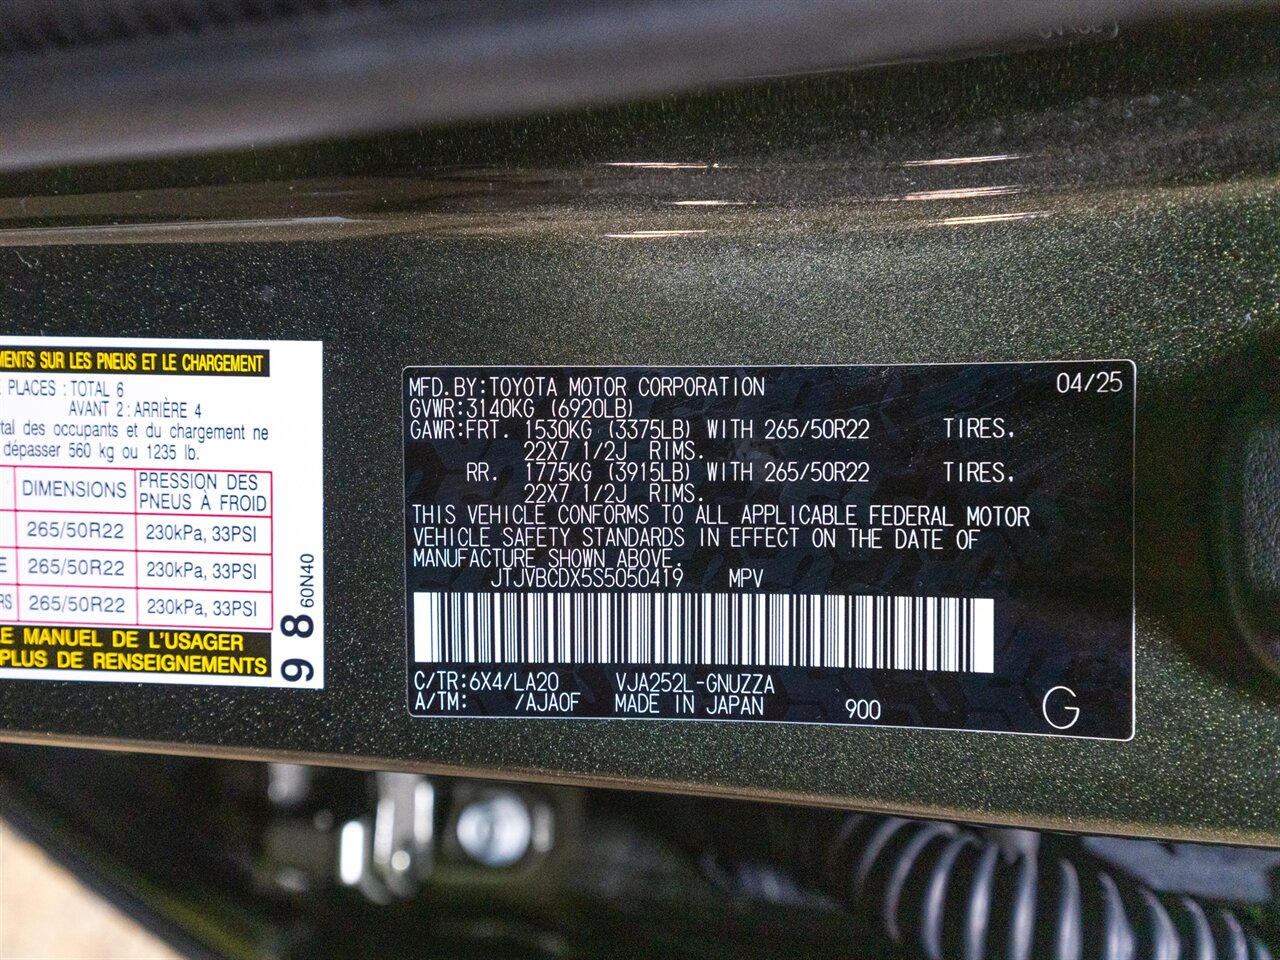 MENTS SUR LES PNEUS ET LE CHARGEMENT
PLACES : TOTAL 6
AVANT 2 : ARRIÈRE 4
tal des occupants et du chargement ne
dépasser 560 kg ou 1235 lb.
DIMENSIONS PRESSION DES
PNEUS À FROID
265/50R22 230kPa, 33PSI
E 265/50R22 230kPa, 33PSI
RS 265/50R22 230kPa, 33PSI
LE MANUEL DE L'USAGER
PLUS DE RENSEIGNEMENTS
98 60N40
MFD.BY:TOYOTA MOTOR CORPORATION 04/25
GVWR:3140KG (6920LB)
GAWR:FRT. 1530KG (3375LB) WITH 265/50R22 TIRES,
22X7 1/2J RIMS.
RR. 1775KG (3915LB) WITH 265/50R22 TIRES,
22X7 1/2J RIMS.
THIS VEHICLE CONFORMS TO ALL APPLICABLE FEDERAL MOTOR
VEHICLE SAFETY STANDARDS IN EFFECT ON THE DATE OF
MANUFACTURE SHOWN ABOVE.
JTJVBCDX5S5050419 MPV
C/TR:6X4/LA20 VJA252L-GNUZZA
A/TM: /AJA0F MADE IN JAPAN 900 G